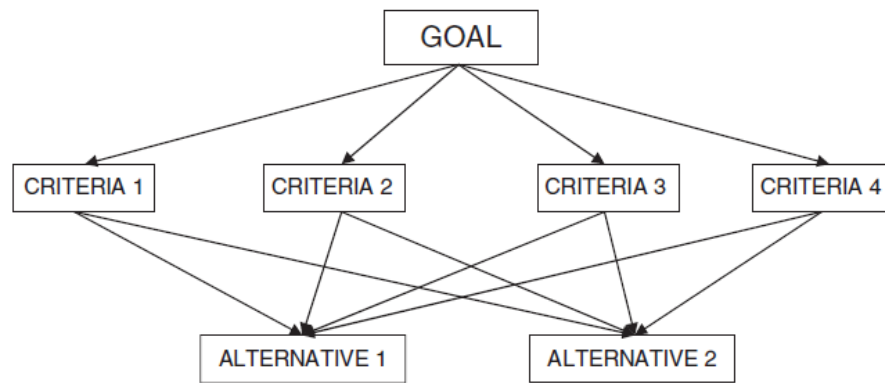 GOAL
CRITERIA 1
CRITERIA 2
CRITERIA 3
CRITERIA 4
ALTERNATIVE 1
ALTERNATIVE 2